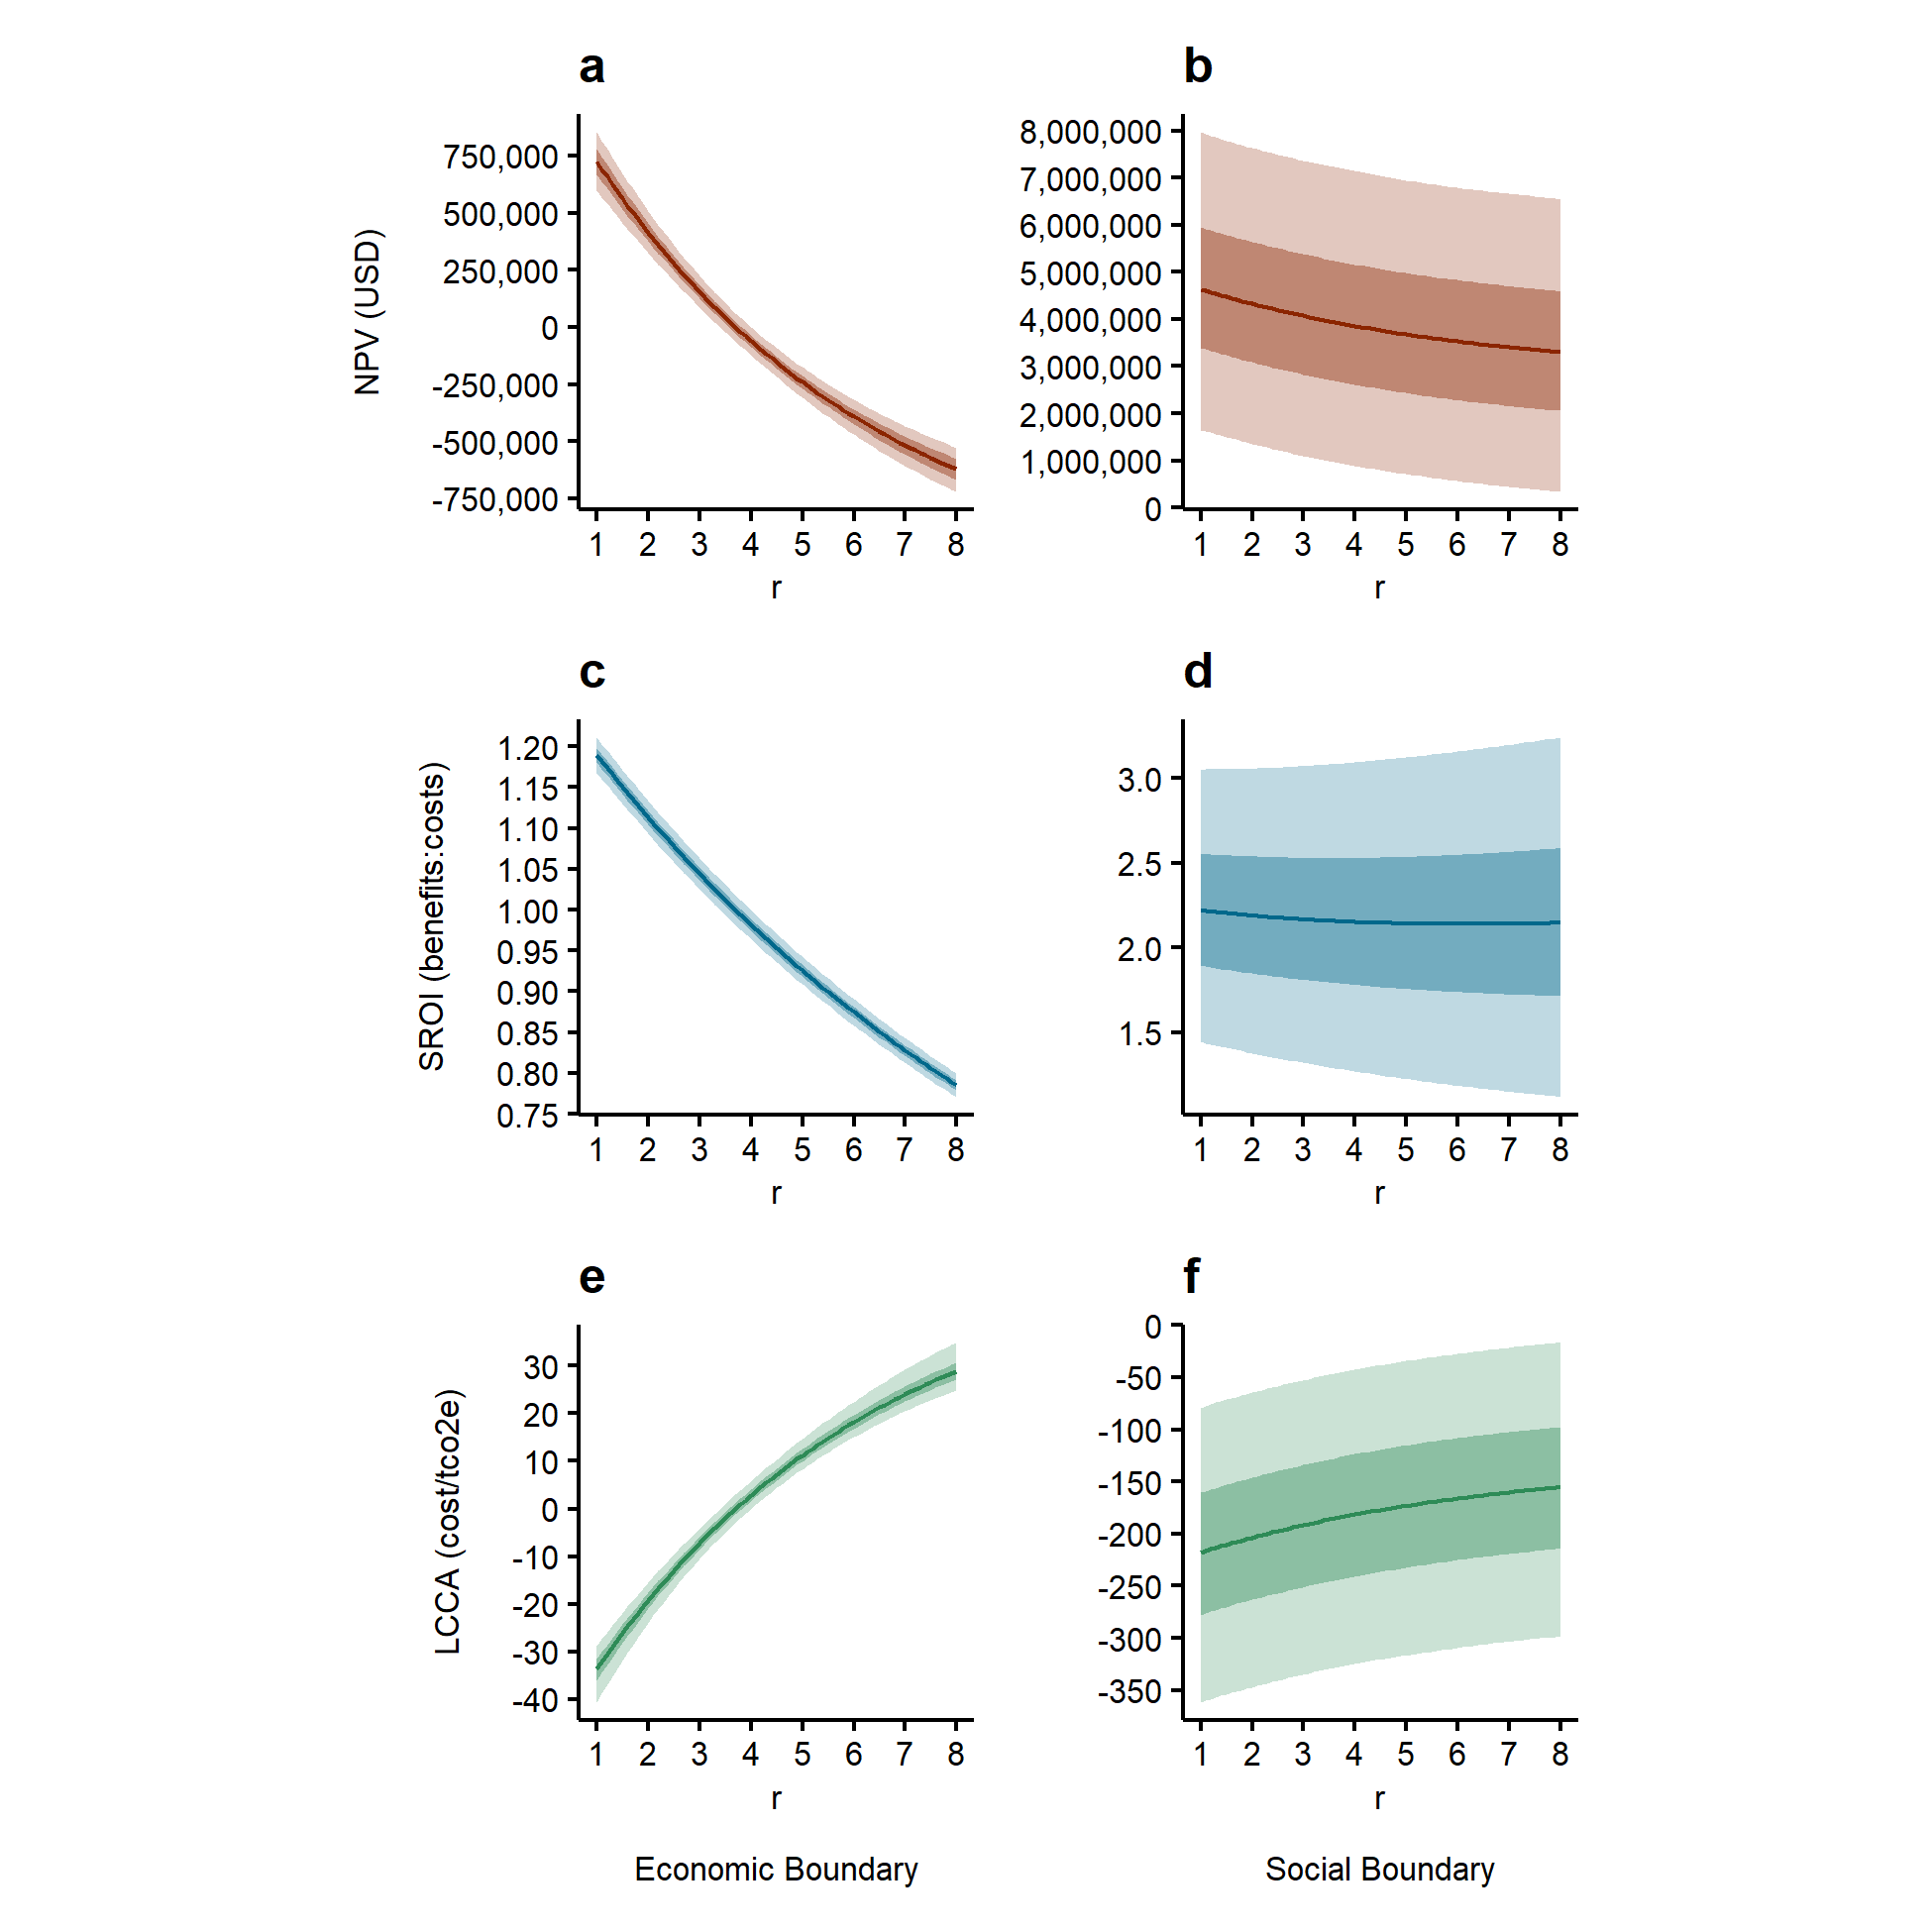 a
750,000
500,000
250,000
0
-250,000
-500,000
-750,000
NPV (USD)
1 2 3 4 5 6 7 8
r
b
8,000,000
7,000,000
6,000,000
5,000,000
4,000,000
3,000,000
2,000,000
1,000,000
0
1 2 3 4 5 6 7 8
r
c
1.20
1.15
1.10
1.05
1.00
0.95
0.90
0.85
0.80
0.75
SROI (benefits:costs)
1 2 3 4 5 6 7 8
r
d
3.0
2.5
2.0
1.5
1 2 3 4 5 6 7 8
r
e
30
20
10
0
-10
-20
-30
-40
LCCA (cost/tco2e)
1 2 3 4 5 6 7 8
r
f
0
-50
-100
-150
-200
-250
-300
-350
1 2 3 4 5 6 7 8
r
Economic Boundary
Social Boundary